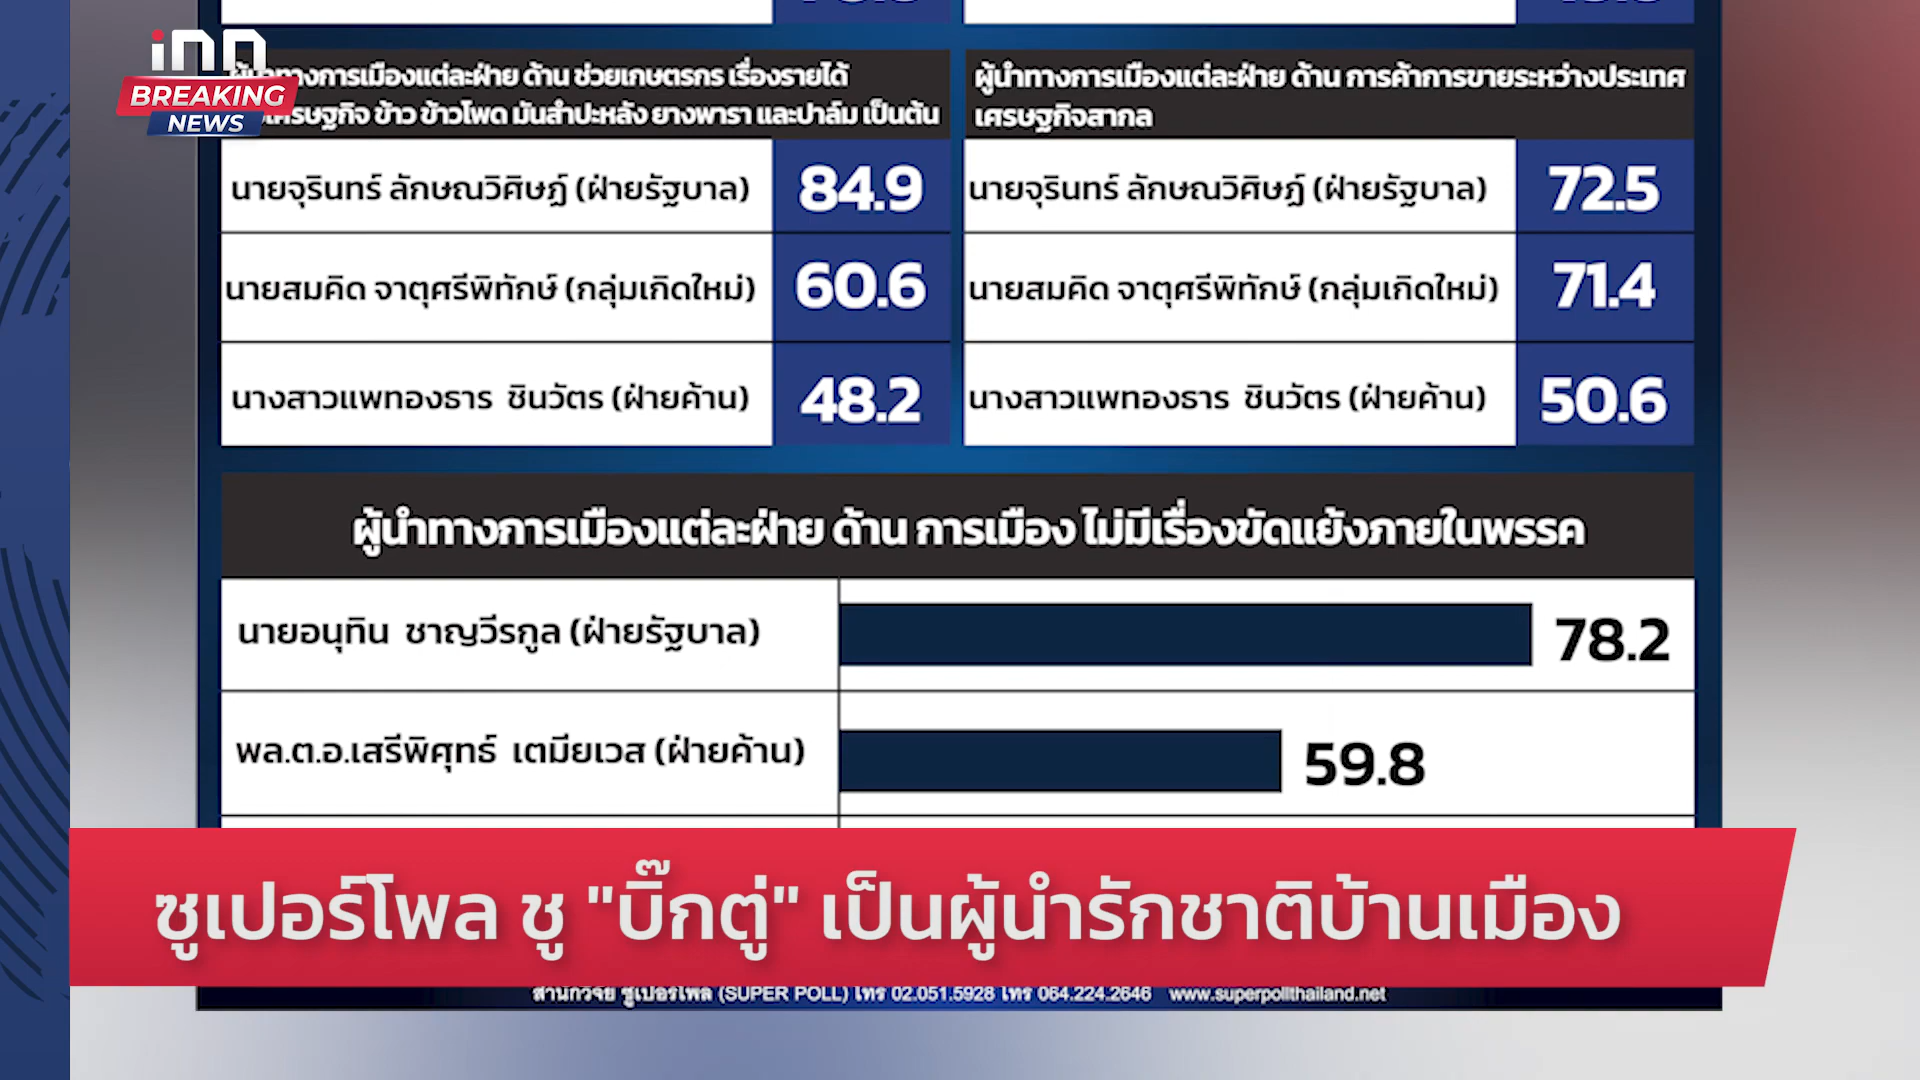 inn
BREAKING
NEWS
ทางการเมืองแต่ละฝ่าย ด้าน ช่วยเกษตรกร เรื่องรายได้
ข้าว ข้าวโพด มันสำปะหลัง ยางพารา และปาล์ม เป็นต้น
นายจุรินทร์ ลักษณวิศิษฏ์ (ฝ่ายรัฐบาล) 84.9
นายสมคิด จาตุศรีพิทักษ์ (กลุ่มเกิดใหม่) 60.6
นางสาวแพทองธาร ชินวัตร (ฝ่ายค้าน) 48.2
ผู้นำทางการเมืองแต่ละฝ่าย ด้าน การค้าการขายระหว่างประเทศ
เศรษฐกิจสากล
นายจุรินทร์ ลักษณวิศิษฏ์ (ฝ่ายรัฐบาล) 72.5
นายสมคิด จาตุศรีพิทักษ์ (กลุ่มเกิดใหม่) 71.4
นางสาวแพทองธาร ชินวัตร (ฝ่ายค้าน) 50.6
ผู้นำทางการเมืองแต่ละฝ่าย ด้าน การเมือง ไม่มีเรื่องขัดแย้งภายในพรรค
นายอนุทิน ชาญวีรกูล (ฝ่ายรัฐบาล) 78.2
พล.ต.อ.เสรีพิศุทธ์ เตมียเวส (ฝ่ายค้าน) 59.8
ซูเปอร์โพล ชู "บิ๊กตู่" เป็นผู้นำรักชาติบ้านเมือง
สำนักวิจัย ซูเปอร์โพล (SUPER POLL) โทร 02.051.5928 โทร 064.224.2646 www.superpollthailand.net